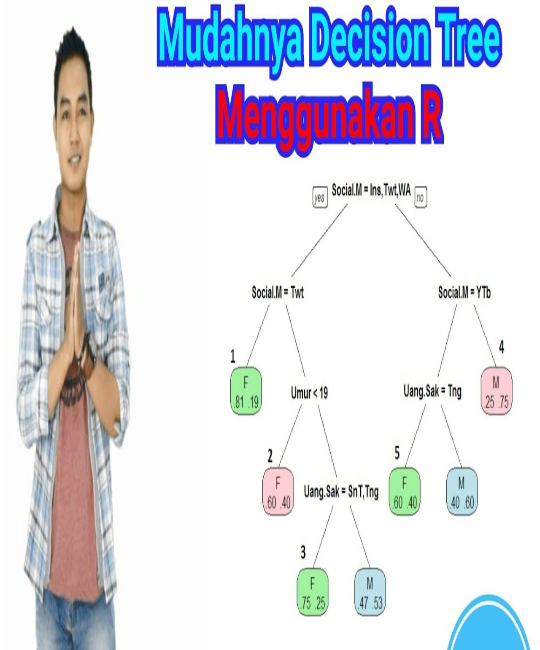 Mudahnya Decision Tree
Menggunakan R
yes Social.M = Ins,Twt,WA no
Social.M = Twt
Social.M = YTb
1
4
F
.81 .19
Umur < 19
Uang.Sak = Tng
M
.25 .75
2
5
F
.60 .40
Uang.Sak = SnT,Tng
F
.60 .40
M
.40 .60
3
F
.75 .25
M
.47 .53